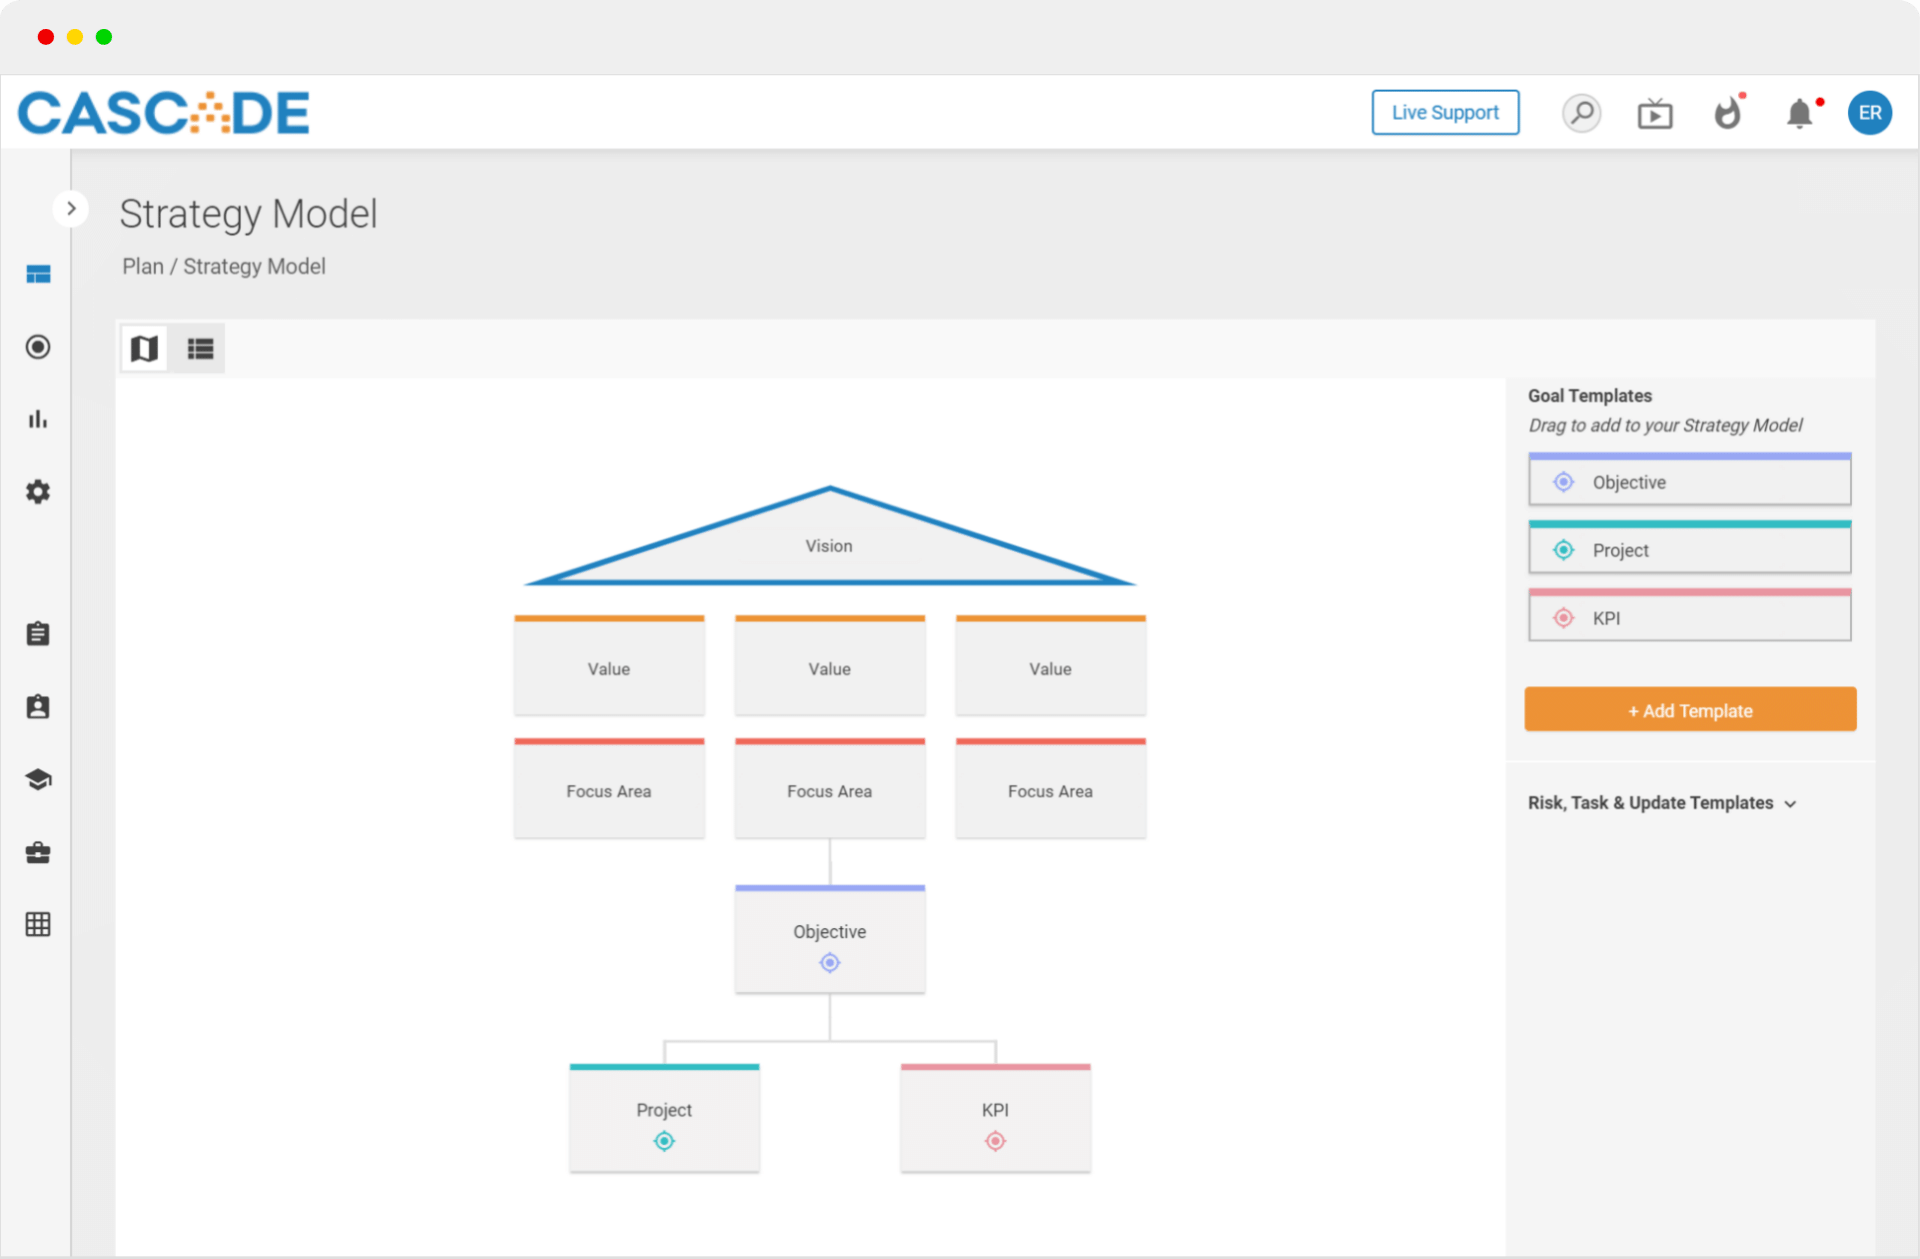 CASCADE
Live Support
ER
Strategy Model
Plan / Strategy Model
Goal Templates
Drag to add to your Strategy Model
Objective
Project
KPI
+ Add Template
Risk, Task & Update Templates
Vision
Value
Value
Value
Focus Area
Focus Area
Focus Area
Objective
Project
KPI